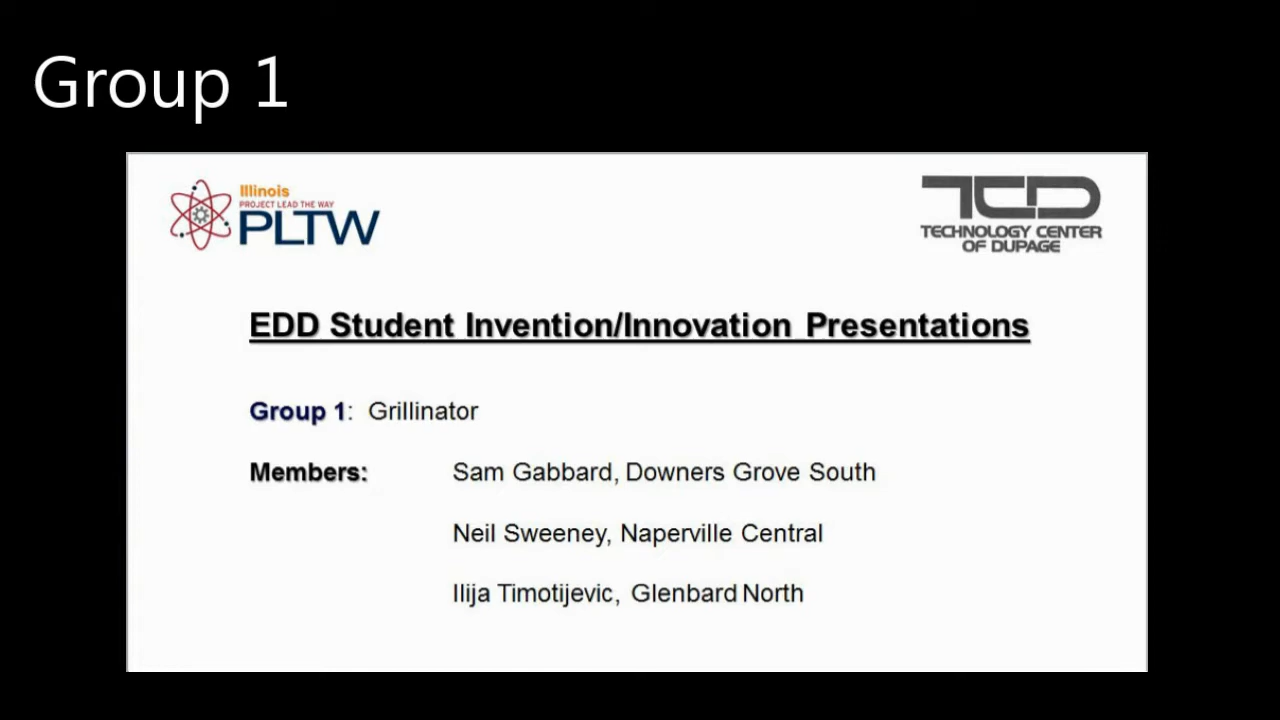 Group 1
Illinois
PROJECT LEAD THE WAY
PLTW
TCD
TECHNOLOGY CENTER
OF DUPAGE
EDD Student Invention/Innovation Presentations
Group 1: Grillinator
Members: Sam Gabbard, Downers Grove South
Neil Sweeney, Naperville Central
Ilija Timotijevic, Glenbard North